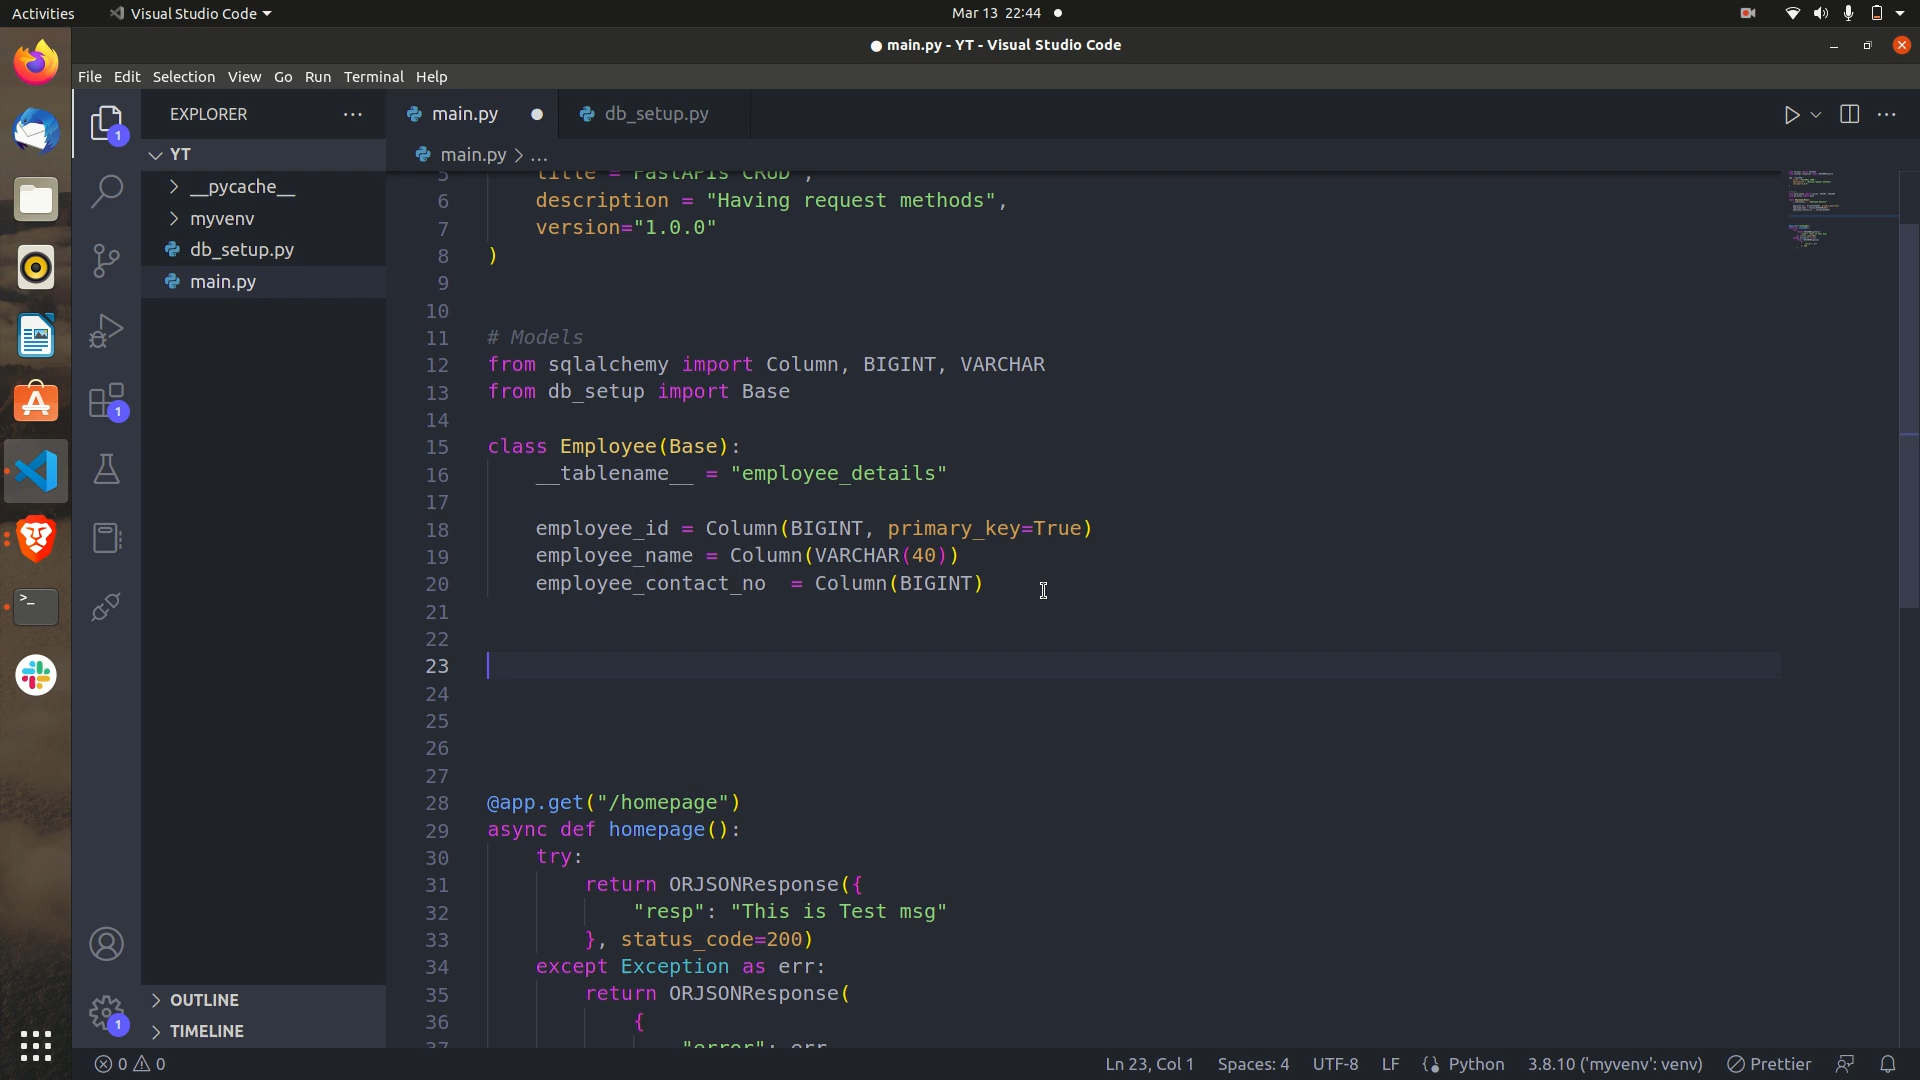 Activities
Visual Studio Code
Mar 13 22:44
main.py - YT - Visual Studio Code
File Edit Selection View Go Run Terminal Help
EXPLORER
main.py
db_setup.py
YT
main.py > ...
__pycache__
myvenv
db_setup.py
main.py
5 title = "FastAPIs CRUD",
6 description = "Having request methods",
7 version="1.0.0"
8 )
9
10
11 # Models
12 from sqlalchemy import Column, BIGINT, VARCHAR
13 from db_setup import Base
14
15 class Employee(Base):
16 __tablename__ = "employee_details"
17
18 employee_id = Column(BIGINT, primary_key=True)
19 employee_name = Column(VARCHAR(40))
20 employee_contact_no  = Column(BIGINT)
21
22
23
24
25
26
27
28 @app.get("/homepage")
29 async def homepage():
30 try:
31 return ORJSONResponse({
32 "resp": "This is Test msg"
33 }, status_code=200)
34 except Exception as err:
35 return ORJSONResponse(
36 {
37 "error": err
OUTLINE
TIMELINE
0 0
Ln 23, Col 1
Spaces: 4
UTF-8
LF
Python
3.8.10 ('myvenv': venv)
Prettier